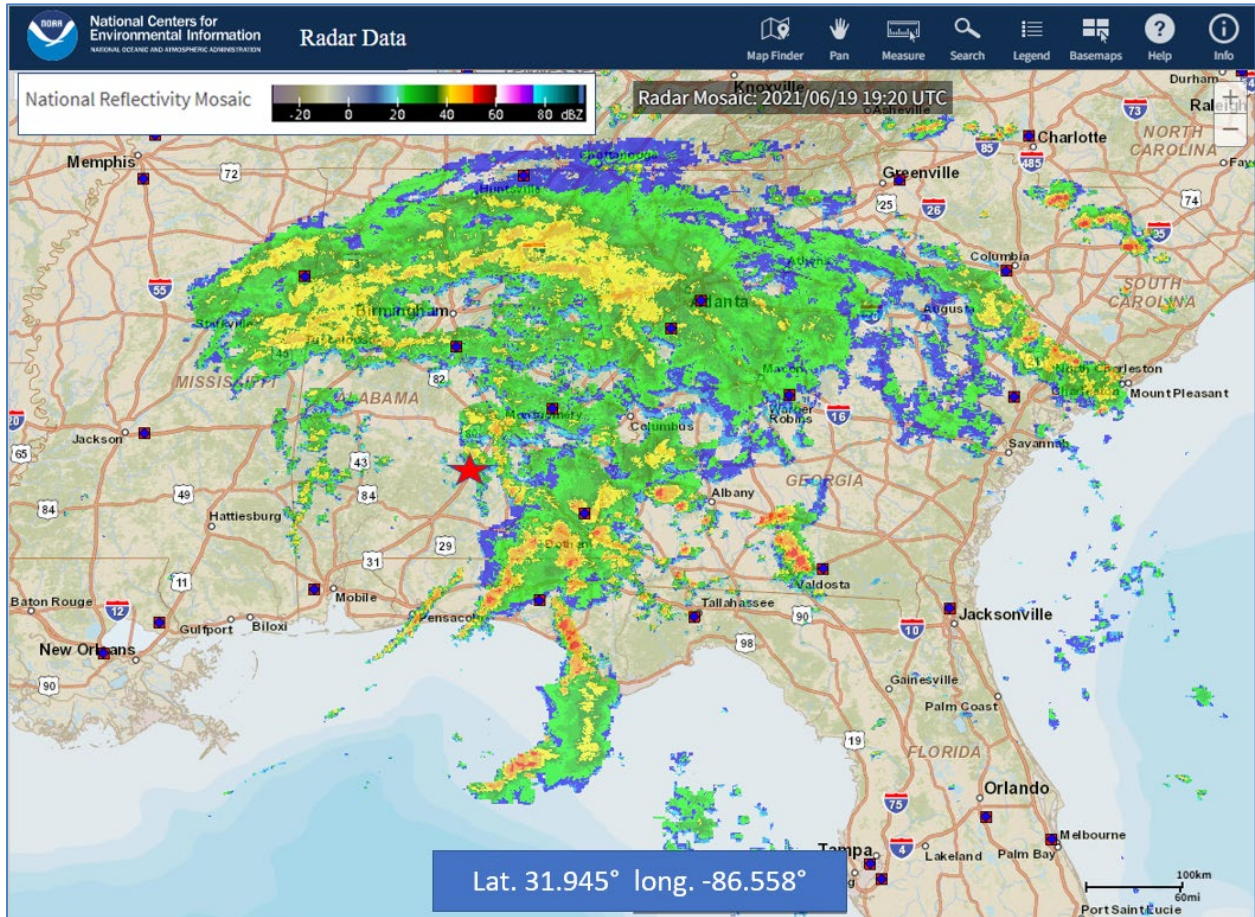 NOAA
National Centers for
Environmental Information
NATIONAL OCEANIC AND ATMOSPHERIC ADMINISTRATION
Radar Data
Map Finder
Pan
Measure
Search
Legend
Basemaps
Help
Info
National Reflectivity Mosaic
-20 0 20 40 60 80 dBZ
Radar Mosaic: 2021/06/19 19:20 UTC
+
−
Knoxville
Asheville
Durham
Raleigh
73
NORTH
CAROLINA
Charlotte
85
485
Memphis
72
Chattanooga
Huntsville
Greenville
25
26
74
95
55
Columbia
Athens
SOUTH
CAROLINA
Atlanta
Birmingham
Starkville
Tuscaloosa
Augusta
MISSISSIPPI
82
ALABAMA
Macon
North Charleston
Charleston
Mount Pleasant
20
Jackson
Montgomery
Columbus
Warner
Robins
16
Savannah
65
43
84
49
84
Albany
GEORGIA
Hattiesburg
29
Dothan
31
11
Mobile
Valdosta
Baton Rouge
12
Gulfport
Biloxi
Pensacola
Tallahassee
90
10
Jacksonville
New Orleans
90
98
Gainesville
Palm Coast
19
FLORIDA
75
Orlando
Tampa
4
Lakeland
Palm Bay
Melbourne
Lat. 31.945° long. -86.558°
100km
60mi
Port Saint Lucie